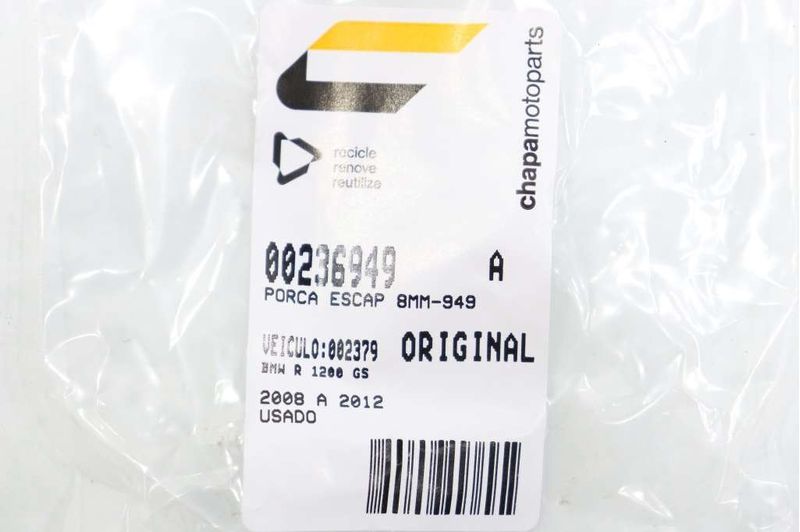 chapamotoparts
recicle
renove
reutilize
00236949 A
PORCA ESCAP 8MM-949
VEICULO:002379 ORIGINAL
BMW R 1200 GS
2008 A 2012
USADO